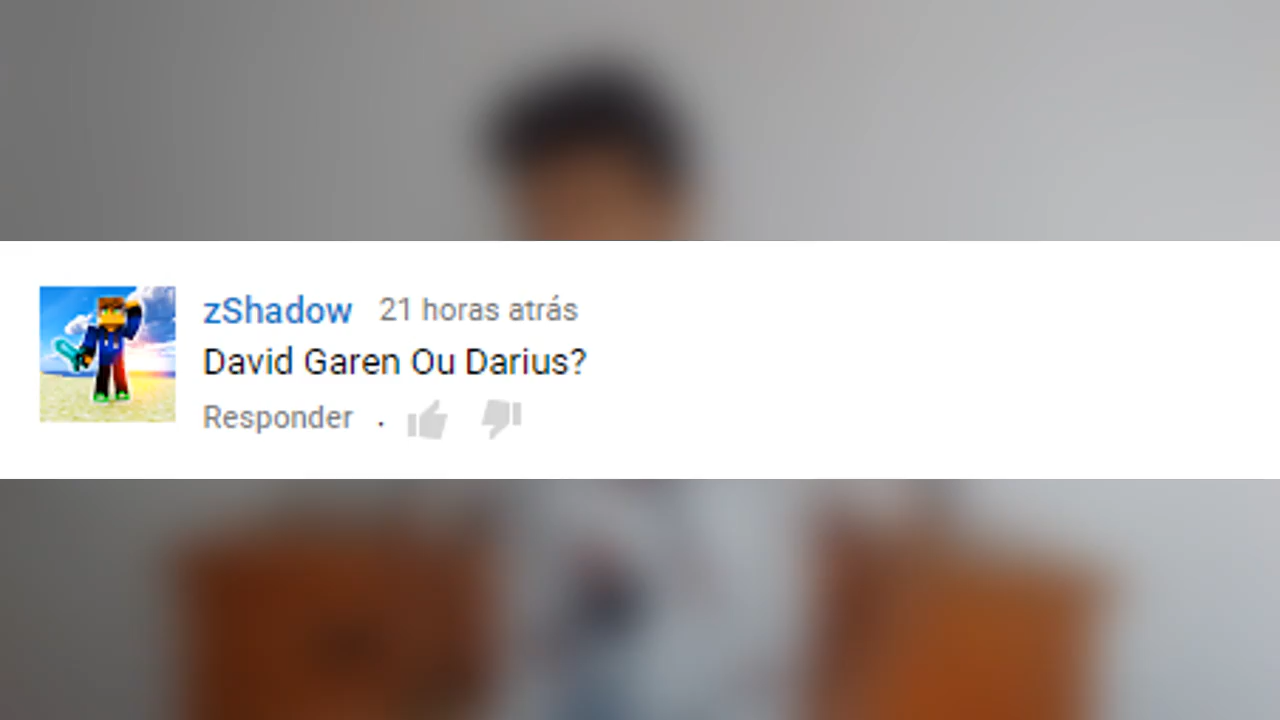 zShadow 21 horas atrás
David Garen Ou Darius?
Responder .